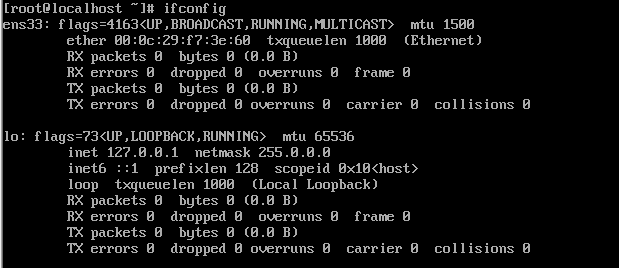 [root@localhost ~]# ifconfig
ens33: flags=4163<UP,BROADCAST,RUNNING,MULTICAST>  mtu 1500
        ether 00:0c:29:f7:3e:60  txqueuelen 1000  (Ethernet)
        RX packets 0  bytes 0 (0.0 B)
        RX errors 0  dropped 0  overruns 0  frame 0
        TX packets 0  bytes 0 (0.0 B)
        TX errors 0  dropped 0 overruns 0  carrier 0  collisions 0

lo: flags=73<UP,LOOPBACK,RUNNING>  mtu 65536
        inet 127.0.0.1  netmask 255.0.0.0
        inet6 ::1  prefixlen 128  scopeid 0x10<host>
        loop  txqueuelen 1000  (Local Loopback)
        RX packets 0  bytes 0 (0.0 B)
        RX errors 0  dropped 0  overruns 0  frame 0
        TX packets 0  bytes 0 (0.0 B)
        TX errors 0  dropped 0 overruns 0  carrier 0  collisions 0